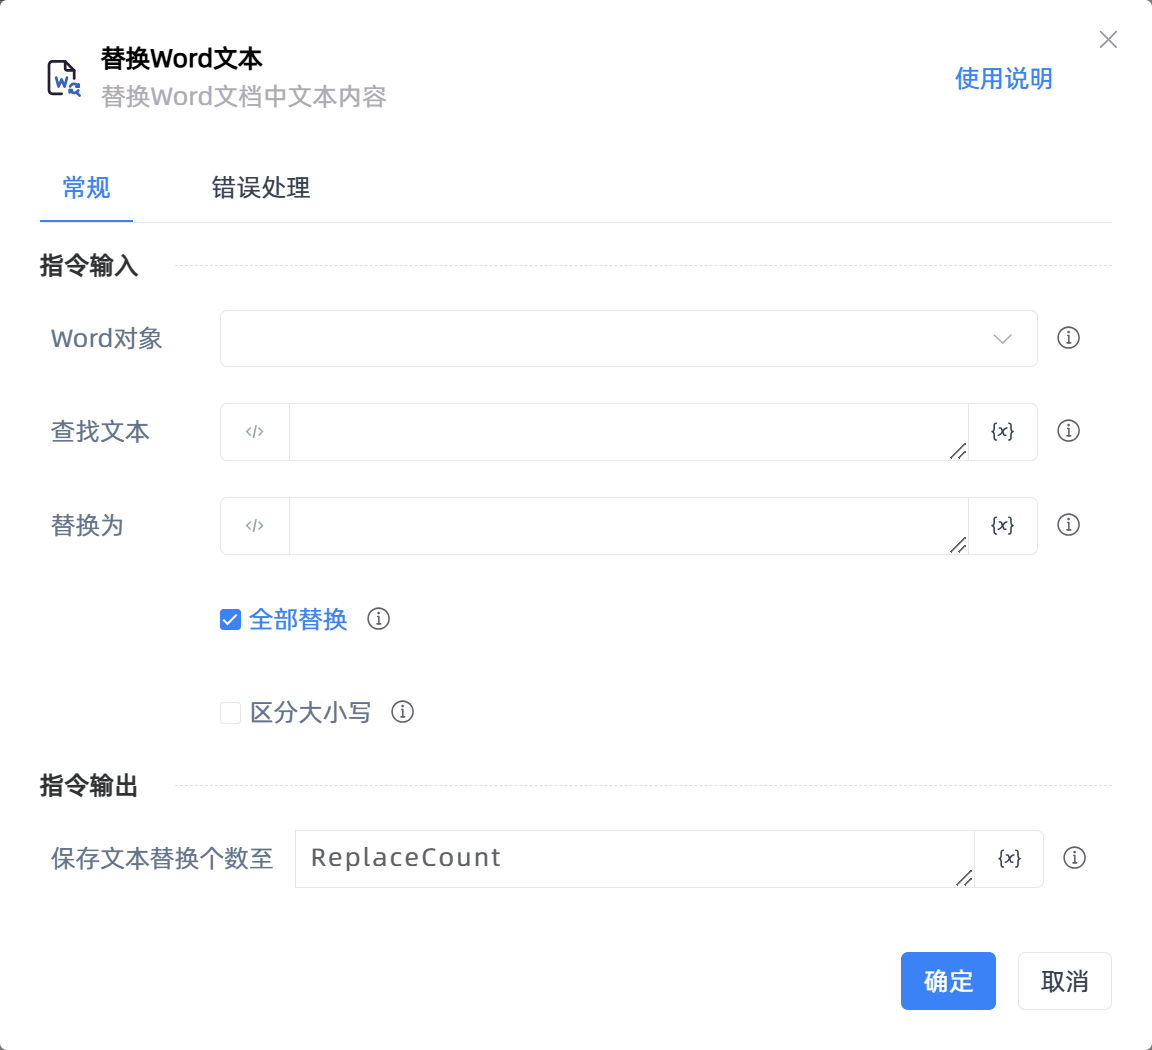 替换Word文本
替换Word文档中文本内容
使用说明
常规
错误处理
指令输入
Word对象
查找文本
</>
{x}
替换为
</>
{x}
全部替换
区分大小写
指令输出
保存文本替换个数至
ReplaceCount
{x}
确定
取消